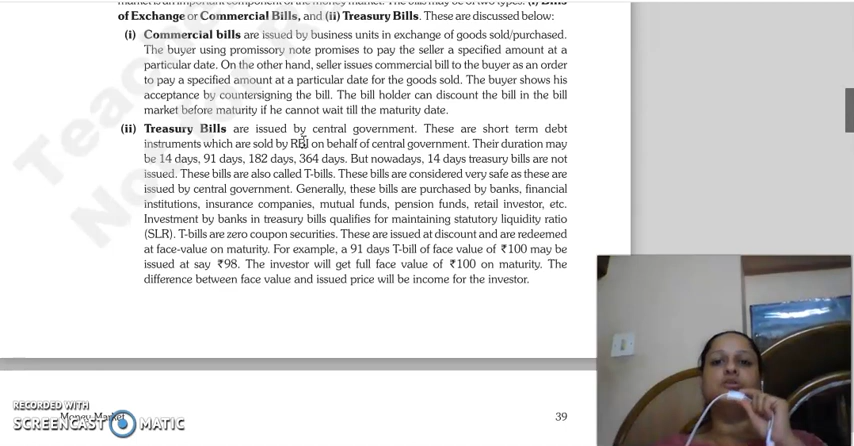 of Exchange or Commercial Bills, and (ii) Treasury Bills. These are discussed below:
(i) Commercial bills are issued by business units in exchange of goods sold/purchased.
The buyer using promissory note promises to pay the seller a specified amount at a
particular date. On the other hand, seller issues commercial bill to the buyer as an order
to pay a specified amount at a particular date for the goods sold. The buyer shows his
acceptance by countersigning the bill. The bill holder can discount the bill in the bill
market before maturity if he cannot wait till the maturity date.
(ii) Treasury Bills are issued by central government. These are short term debt
instruments which are sold by RBI on behalf of central government. Their duration may
be 14 days, 91 days, 182 days, 364 days. But nowadays, 14 days treasury bills are not
issued. These bills are also called T-bills. These bills are considered very safe as these are
issued by central government. Generally, these bills are purchased by banks, financial
institutions, insurance companies, mutual funds, pension funds, retail investor, etc.
Investment by banks in treasury bills qualifies for maintaining statutory liquidity ratio
(SLR). T-bills are zero coupon securities. These are issued at discount and are redeemed
at face-value on maturity. For example, a 91 days T-bill of face value of ₹100 may be
issued at say ₹98. The investor will get full face value of ₹100 on maturity. The
difference between face value and issued price will be income for the investor.
Money Market 39
RECORDED WITH
SCREENCAST MATIC